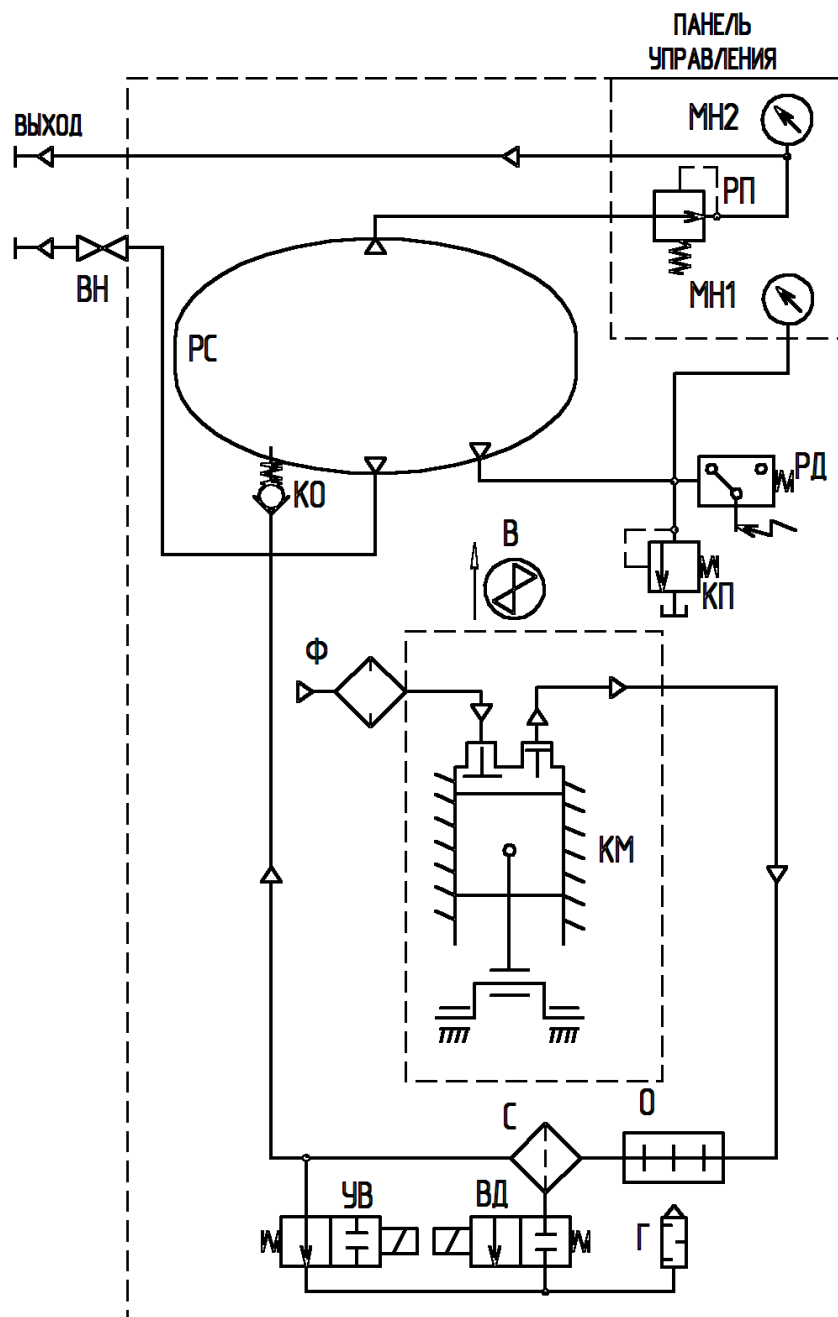 ПАНЕЛЬ
УПРАВЛЕНИЯ
МН2
ВЫХОД
РП
ВН
МН1
РС
РД
КО
В
КП
Ф
КМ
С
О
УВ
ВД
Г